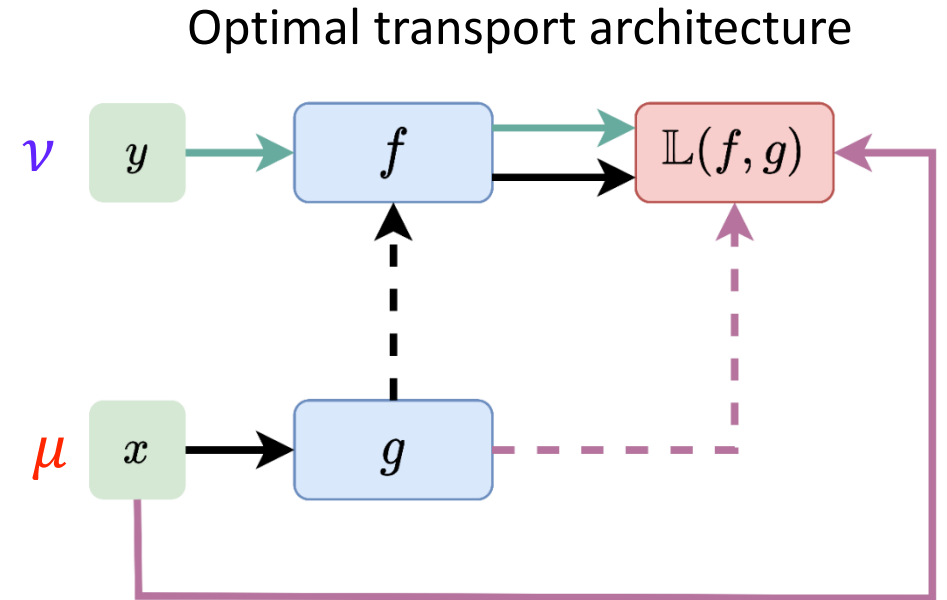 Optimal transport architecture
ν y f 𝕃(f, g)
μ x g